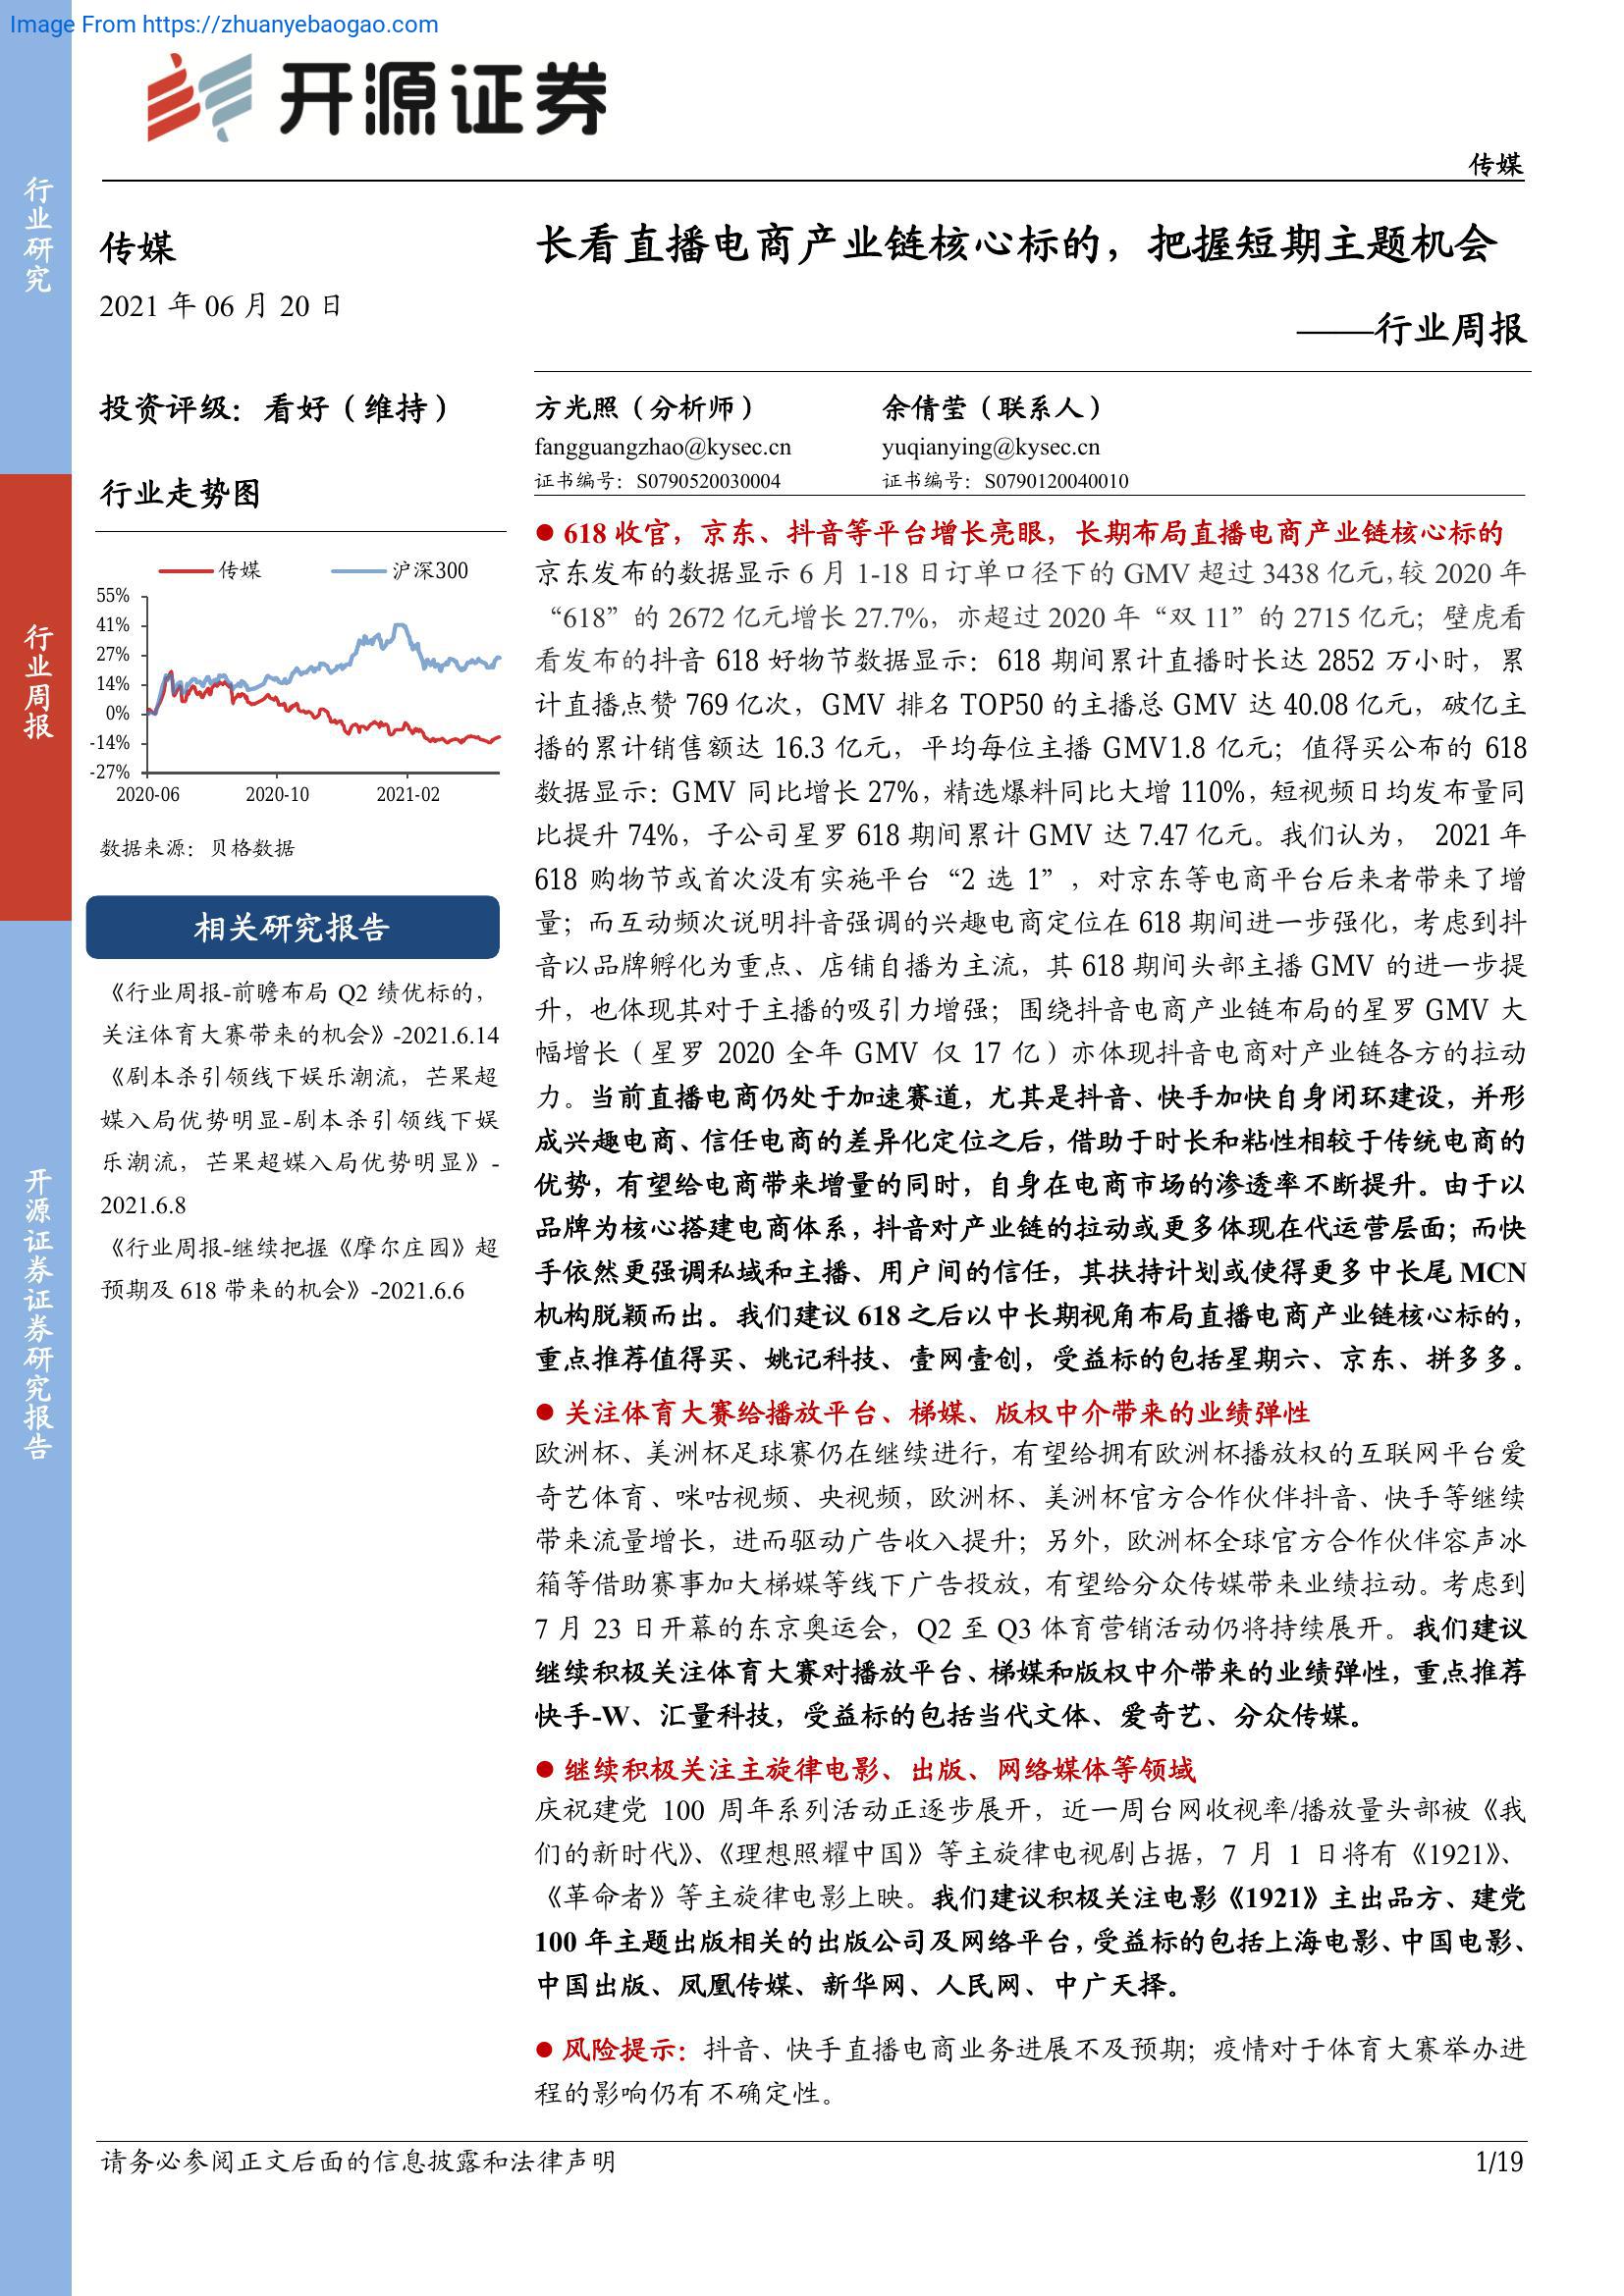 Image From https://zhuanyebaogao.com
开源证券
传媒
行业研究
行业周报
开源证券证券研究报告
传媒
2021 年 06 月 20 日
投资评级：看好（维持）
行业走势图
传媒 沪深300
55%
41%
27%
14%
0%
-14%
-27%
2020-06 2020-10 2021-02
数据来源：贝格数据
相关研究报告
《行业周报-前瞻布局 Q2 绩优标的，
关注体育大赛带来的机会》-2021.6.14
《剧本杀引领线下娱乐潮流，芒果超
媒入局优势明显-剧本杀引领线下娱
乐潮流，芒果超媒入局优势明显》-
2021.6.8
《行业周报-继续把握《摩尔庄园》超
预期及 618 带来的机会》-2021.6.6
长看直播电商产业链核心标的，把握短期主题机会
——行业周报
方光照（分析师） 余倩莹（联系人）
fangguangzhao@kysec.cn yuqianying@kysec.cn
证书编号：S0790520030004 证书编号：S0790120040010
● 618 收官，京东、抖音等平台增长亮眼，长期布局直播电商产业链核心标的
京东发布的数据显示 6 月 1-18 日订单口径下的 GMV 超过 3438 亿元，较 2020 年
“618”的 2672 亿元增长 27.7%，亦超过 2020 年“双 11”的 2715 亿元；壁虎看
看发布的抖音 618 好物节数据显示：618 期间累计直播时长达 2852 万小时，累
计直播点赞 769 亿次，GMV 排名 TOP50 的主播总 GMV 达 40.08 亿元，破亿主
播的累计销售额达 16.3 亿元，平均每位主播 GMV1.8 亿元；值得买公布的 618
数据显示：GMV 同比增长 27%，精选爆料同比大增 110%，短视频日均发布量同
比提升 74%，子公司星罗 618 期间累计 GMV 达 7.47 亿元。我们认为， 2021 年
618 购物节或首次没有实施平台“2 选 1”，对京东等电商平台后来者带来了增
量；而互动频次说明抖音强调的兴趣电商定位在 618 期间进一步强化，考虑到抖
音以品牌孵化为重点、店铺自播为主流，其 618 期间头部主播 GMV 的进一步提
升，也体现其对于主播的吸引力增强；围绕抖音电商产业链布局的星罗 GMV 大
幅增长（星罗 2020 全年 GMV 仅 17 亿）亦体现抖音电商对产业链各方的拉动
力。当前直播电商仍处于加速赛道，尤其是抖音、快手加快自身闭环建设，并形
成兴趣电商、信任电商的差异化定位之后，借助于时长和粘性相较于传统电商的
优势，有望给电商带来增量的同时，自身在电商市场的渗透率不断提升。由于以
品牌为核心搭建电商体系，抖音对产业链的拉动或更多体现在代运营层面；而快
手依然更强调私域和主播、用户间的信任，其扶持计划或使得更多中长尾 MCN
机构脱颖而出。我们建议 618 之后以中长期视角布局直播电商产业链核心标的，
重点推荐值得买、姚记科技、壹网壹创，受益标的包括星期六、京东、拼多多。
● 关注体育大赛给播放平台、梯媒、版权中介带来的业绩弹性
欧洲杯、美洲杯足球赛仍在继续进行，有望给拥有欧洲杯播放权的互联网平台爱
奇艺体育、咪咕视频、央视频，欧洲杯、美洲杯官方合作伙伴抖音、快手等继续
带来流量增长，进而驱动广告收入提升；另外，欧洲杯全球官方合作伙伴容声冰
箱等借助赛事加大梯媒等线下广告投放，有望给分众传媒带来业绩拉动。考虑到
7 月 23 日开幕的东京奥运会，Q2 至 Q3 体育营销活动仍将持续展开。我们建议
继续积极关注体育大赛对播放平台、梯媒和版权中介带来的业绩弹性，重点推荐
快手-W、汇量科技，受益标的包括当代文体、爱奇艺、分众传媒。
● 继续积极关注主旋律电影、出版、网络媒体等领域
庆祝建党 100 周年系列活动正逐步展开，近一周台网收视率/播放量头部被《我
们的新时代》、《理想照耀中国》等主旋律电视剧占据，7 月 1 日将有《1921》、
《革命者》等主旋律电影上映。我们建议积极关注电影《1921》主出品方、建党
100 年主题出版相关的出版公司及网络平台，受益标的包括上海电影、中国电影、
中国出版、凤凰传媒、新华网、人民网、中广天择。
● 风险提示：抖音、快手直播电商业务进展不及预期；疫情对于体育大赛举办进
程的影响仍有不确定性。
请务必参阅正文后面的信息披露和法律声明 1/19